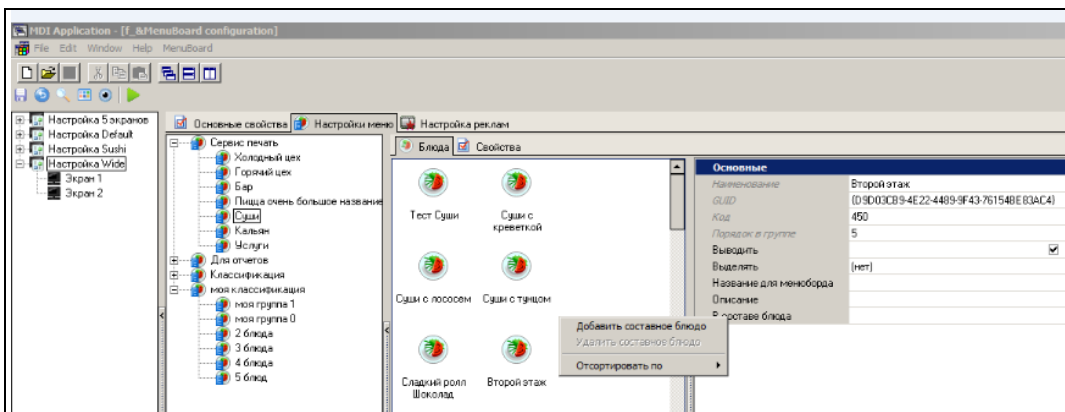 MDI Application - [f_&MenuBoard configuration]
File Edit Window Help MenuBoard
Основные свойства Настройки меню Настройка реклам
Настройка 5 экранов
Настройка Default
Настройка Sushi
Настройка Wide
Экран 1
Экран 2
Сервис печать
Холодный цех
Горячий цех
Бар
Пицца очень большое название
Суши
Кальян
Услуги
Для отчетов
Классификация
моя классификация
моя группа 1
моя группа 0
2 блюда
3 блюда
4 блюда
5 блюд
Блюда Свойства
Тест Суши
Суши с креветкой
Суши с лососем
Суши с тунцом
Сладкий ролл Шоколад
Второй этаж
Добавить составное блюдо
Удалить составное блюдо
Отсортировать по
Основные
Наименование Второй этаж
GUID {D9D03CB9-4E22-4489-9F43-761548E83AC4}
Код 450
Порядок в группе 5
Выводить
Выделять (нет)
Название для менюборда
Описание
В составе блюда